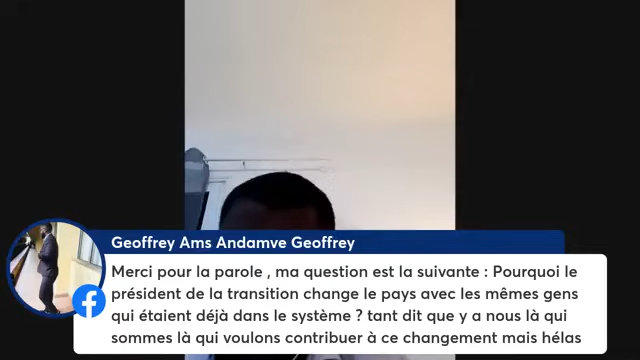 Geoffrey Ams Andamve Geoffrey
Merci pour la parole , ma question est la suivante : Pourquoi le
président de la transition change le pays avec les mêmes gens
qui étaient déjà dans le système ? tant dit que y a nous là qui
sommes là qui voulons contribuer à ce changement mais hélas